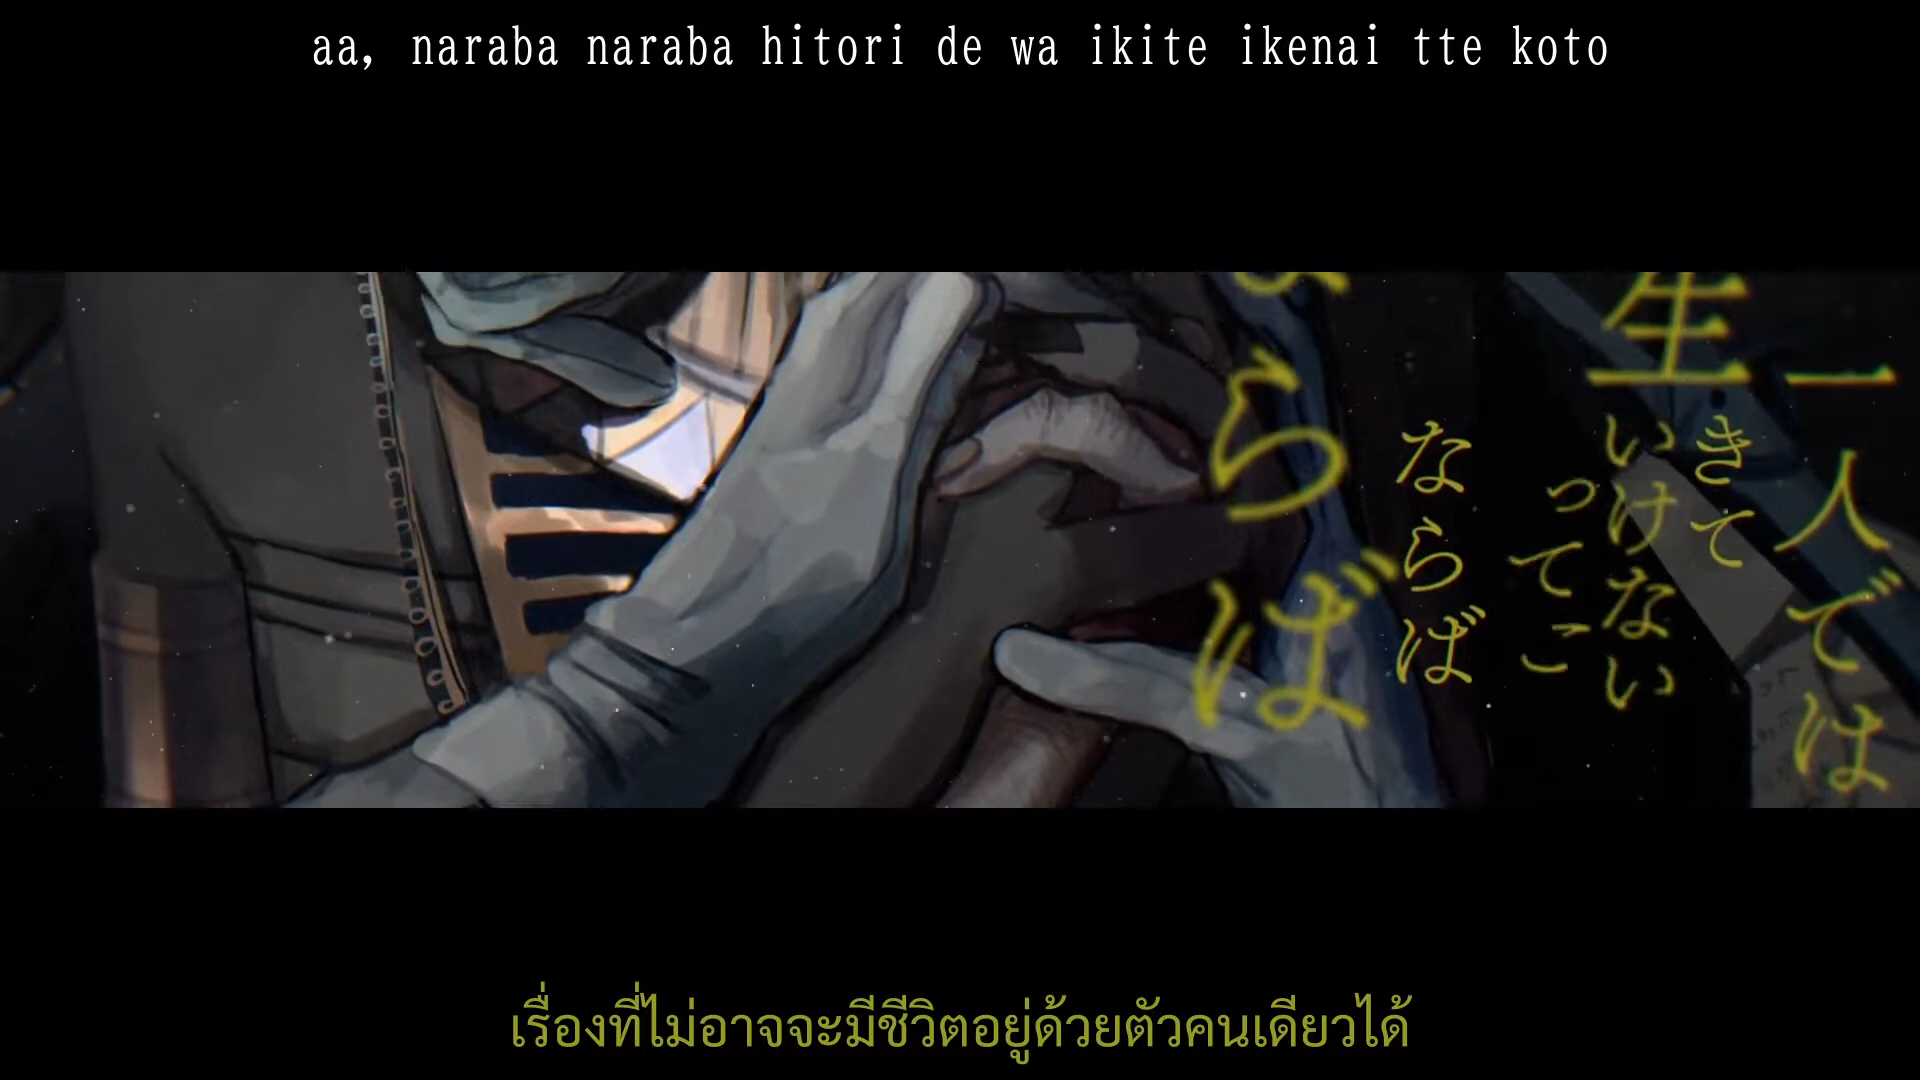 aa, naraba naraba hitori de wa ikite ikenai tte koto
一人では
生きて
いけない
ってこ
ならば
らば
เรื่องที่ไม่อาจจะมีชีวิตอยู่ด้วยตัวคนเดียวได้